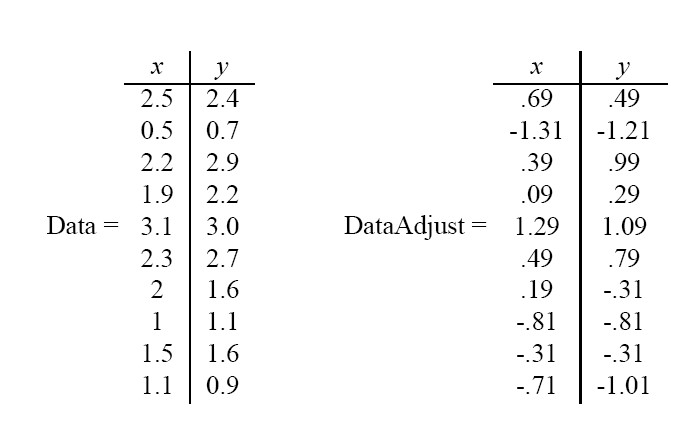 x y x y
2.5 2.4 .69 .49
0.5 0.7 -1.31 -1.21
2.2 2.9 .39 .99
1.9 2.2 .09 .29
Data = 3.1 3.0 DataAdjust = 1.29 1.09
2.3 2.7 .49 .79
2 1.6 .19 -.31
1 1.1 -.81 -.81
1.5 1.6 -.31 -.31
1.1 0.9 -.71 -1.01